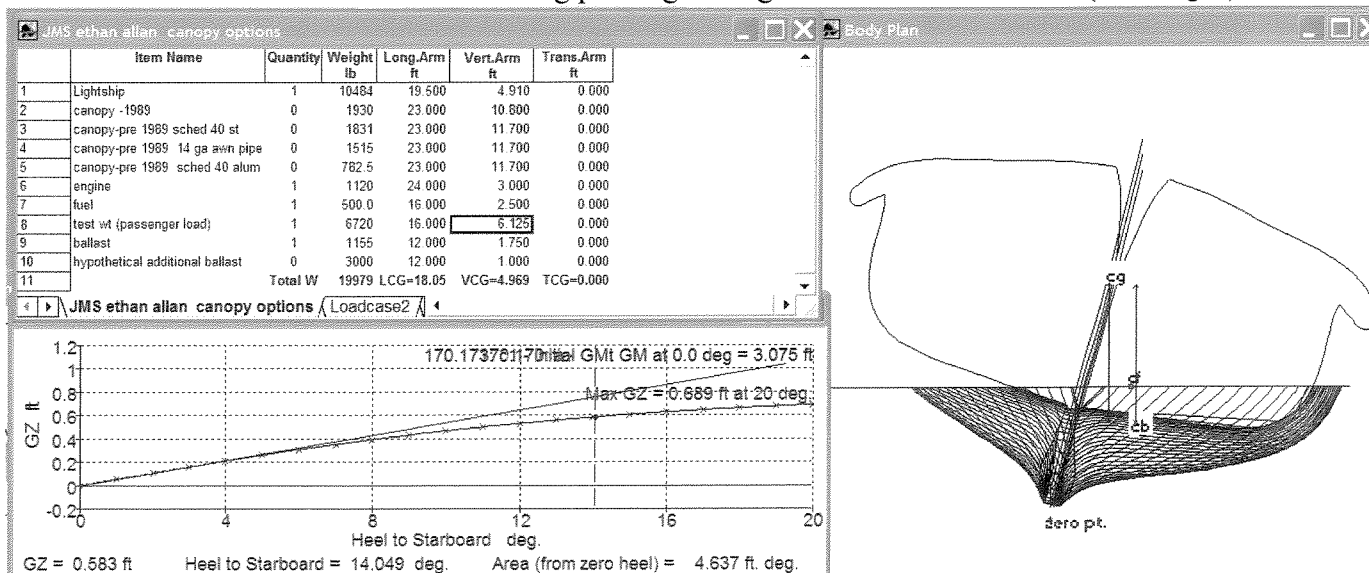 JMS ethan allan canopy options
Item Name Quantity Weight lb Long.Arm ft Vert.Arm ft Trans.Arm ft
1 Lightship 1 10484 19.500 4.910 0.000
2 canopy -1989 0 1930 23.000 10.800 0.000
3 canopy-pre 1989 sched 40 st 0 1831 23.000 11.700 0.000
4 canopy-pre 1989 14 ga awn pipe 0 1515 23.000 11.700 0.000
5 canopy-pre 1989 sched 40 alum 0 782.5 23.000 11.700 0.000
6 engine 1 1120 24.000 3.000 0.000
7 fuel 1 500.0 16.000 2.500 0.000
8 test wt (passenger load) 1 6720 16.000 6.125 0.000
9 ballast 1 1155 12.000 1.750 0.000
10 hypothetical additional ballast 0 3000 12.000 1.000 0.000
11 Total W 19979 LCG=18.05 VCG=4.969 TCG=0.000
JMS ethan allan canopy options Loadcase2
GMt GM at 0.0 deg = 3.075 ft
Max GZ = 0.689 ft at 20 deg.
GZ ft
1.2
1
0.8
0.6
0.4
0.2
0
-0.2
0 4 8 12 16 20
Heel to Starboard deg.
GZ = 0.583 ft Heel to Starboard = 14.049 deg. Area (from zero heel) = 4.637 ft. deg.
Body Plan
cg
cb
zero pt.